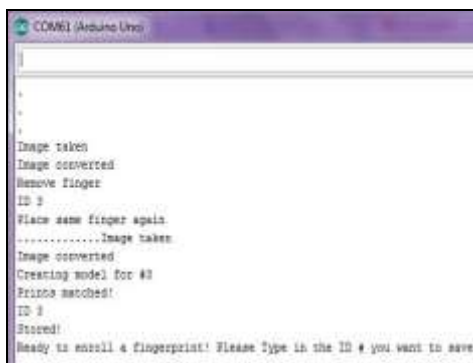 COM61 (Arduino Uno)
.
.
.
Image taken
Image converted
Remove finger
ID 3
Place same finger again
.............Image taken
Image converted
Creating model for #3
Prints matched!
ID 3
Stored!
Ready to enroll a fingerprint! Please Type in the ID # you want to save